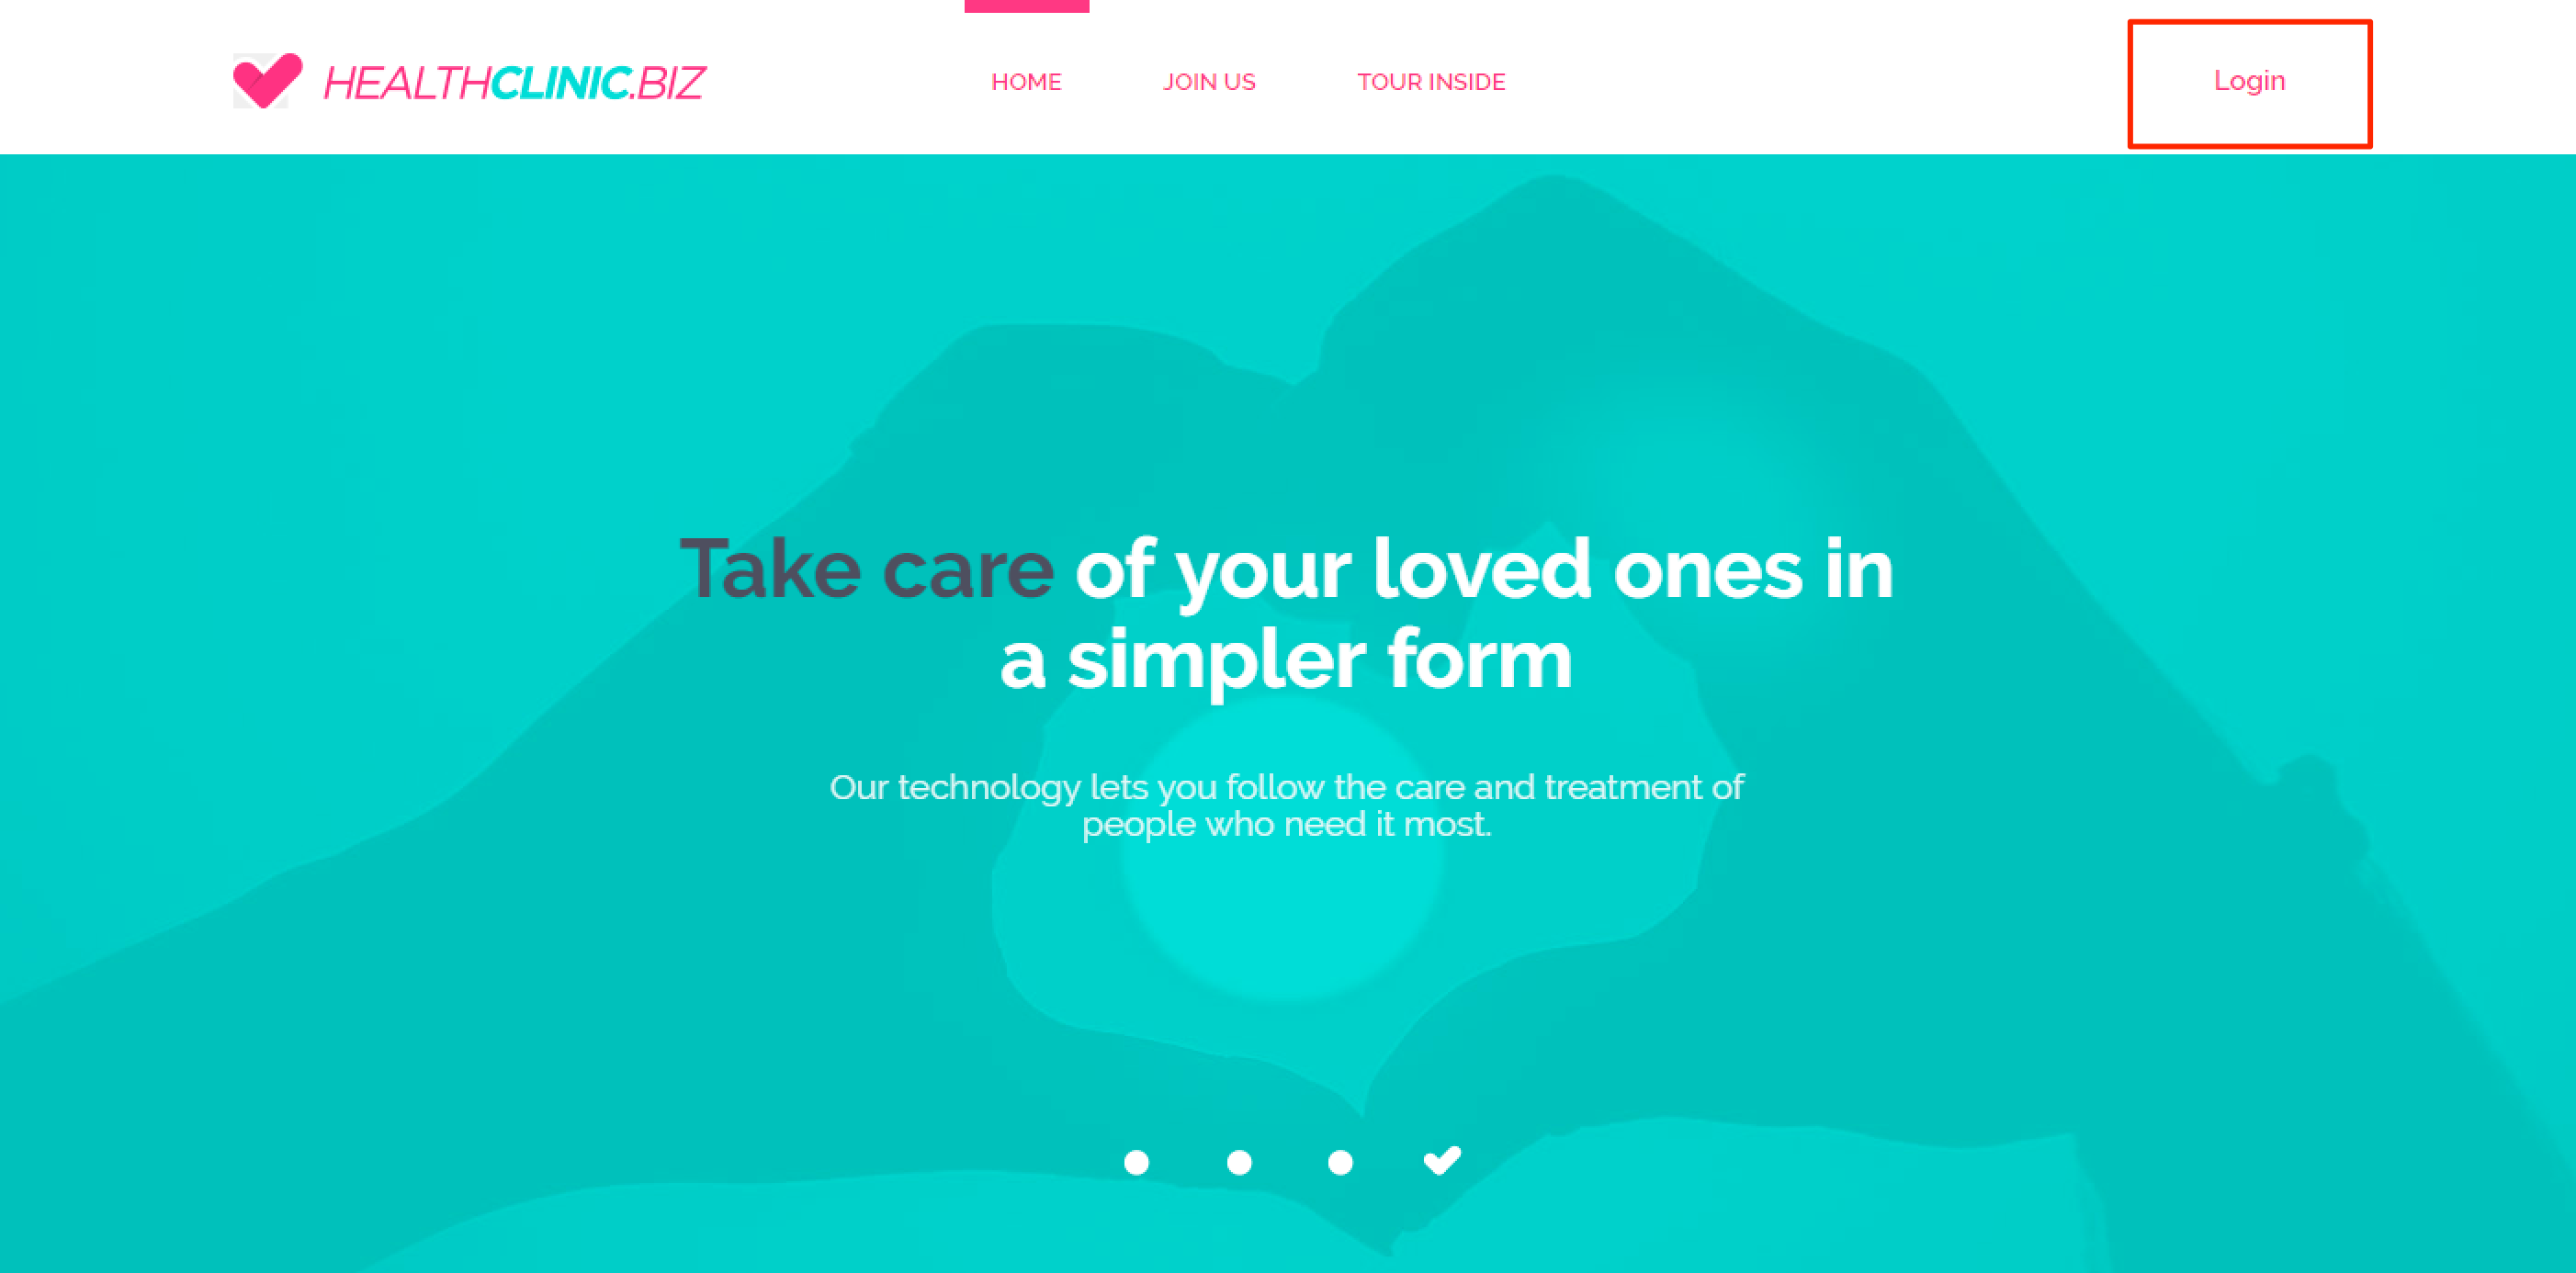 HEALTHCLINIC.BIZ
HOME
JOIN US
TOUR INSIDE
Login
Take care of your loved ones in
a simpler form
Our technology lets you follow the care and treatment of
people who need it most.